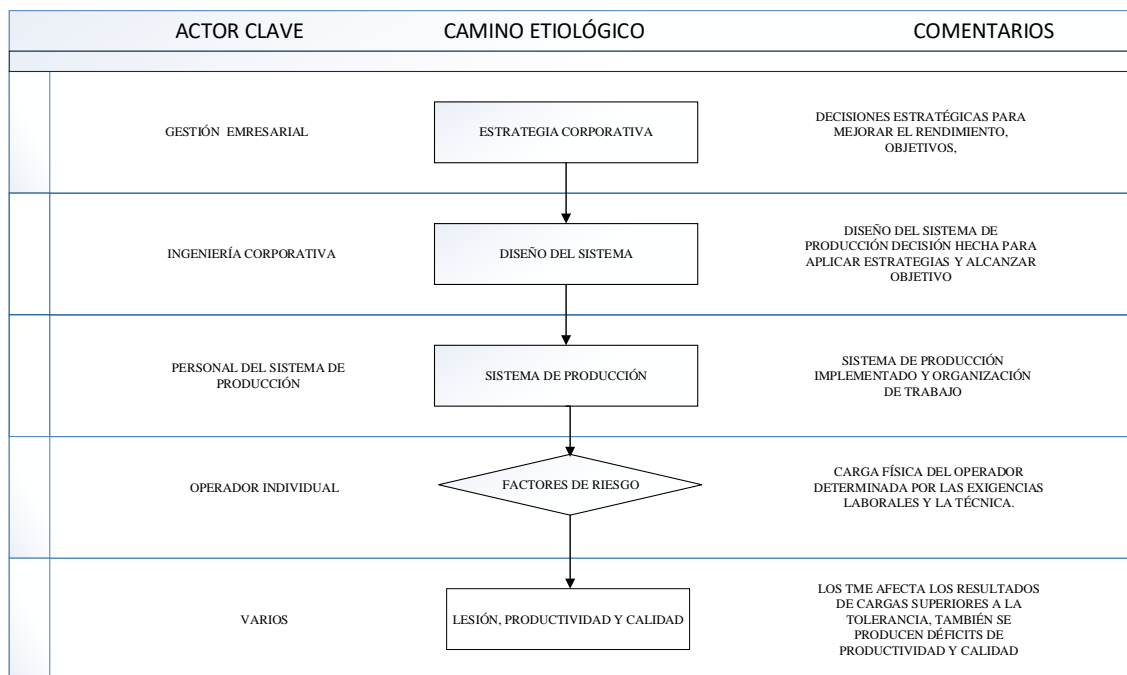 ACTOR CLAVE CAMINO ETIOLÓGICO COMENTARIOS
GESTIÓN EMRESARIAL
ESTRATEGIA CORPORATIVA
DECISIONES ESTRATÉGICAS PARA
MEJORAR EL RENDIMIENTO,
OBJETIVOS,
INGENIERÍA CORPORATIVA
DISEÑO DEL SISTEMA
DISEÑO DEL SISTEMA DE
PRODUCCIÓN DECISIÓN HECHA PARA
APLICAR ESTRATEGIAS Y ALCANZAR
OBJETIVO
PERSONAL DEL SISTEMA DE
PRODUCCIÓN
SISTEMA DE PRODUCCIÓN
SISTEMA DE PRODUCCIÓN
IMPLEMENTADO Y ORGANIZACIÓN
DE TRABAJO
OPERADOR INDIVIDUAL
FACTORES DE RIESGO
CARGA FÍSICA DEL OPERADOR
DETERMINADA POR LAS EXIGENCIAS
LABORALES Y LA TÉCNICA.
VARIOS
LESIÓN, PRODUCTIVIDAD Y CALIDAD
LOS TME AFECTA LOS RESULTADOS
DE CARGAS SUPERIORES A LA
TOLERANCIA, TAMBIÉN SE
PRODUCEN DÉFICITS DE
PRODUCTIVIDAD Y CALIDAD